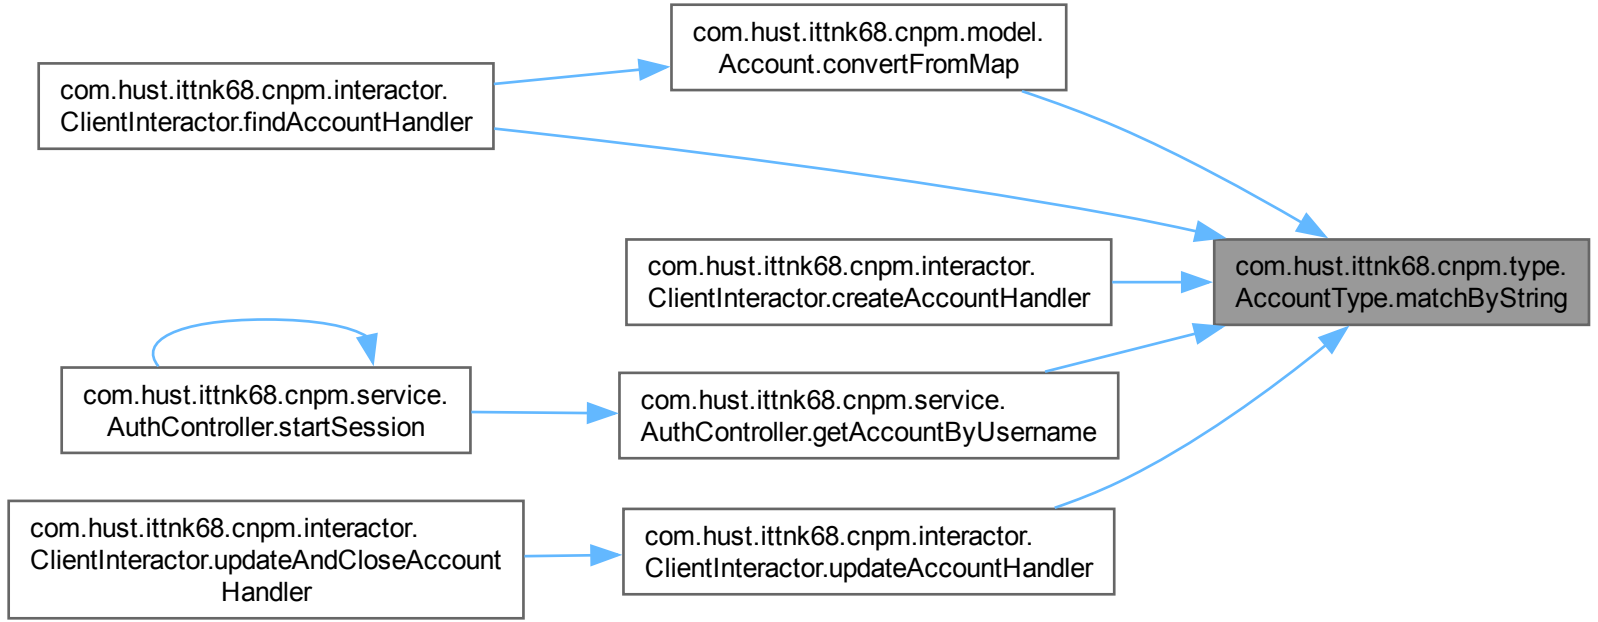 com.hust.ittnk68.cnpm.model.
Account.convertFromMap
com.hust.ittnk68.cnpm.interactor.
ClientInteractor.findAccountHandler
com.hust.ittnk68.cnpm.interactor.
ClientInteractor.createAccountHandler
com.hust.ittnk68.cnpm.type.
AccountType.matchByString
com.hust.ittnk68.cnpm.service.
AuthController.startSession
com.hust.ittnk68.cnpm.service.
AuthController.getAccountByUsername
com.hust.ittnk68.cnpm.interactor.
ClientInteractor.updateAndCloseAccount
Handler
com.hust.ittnk68.cnpm.interactor.
ClientInteractor.updateAccountHandler